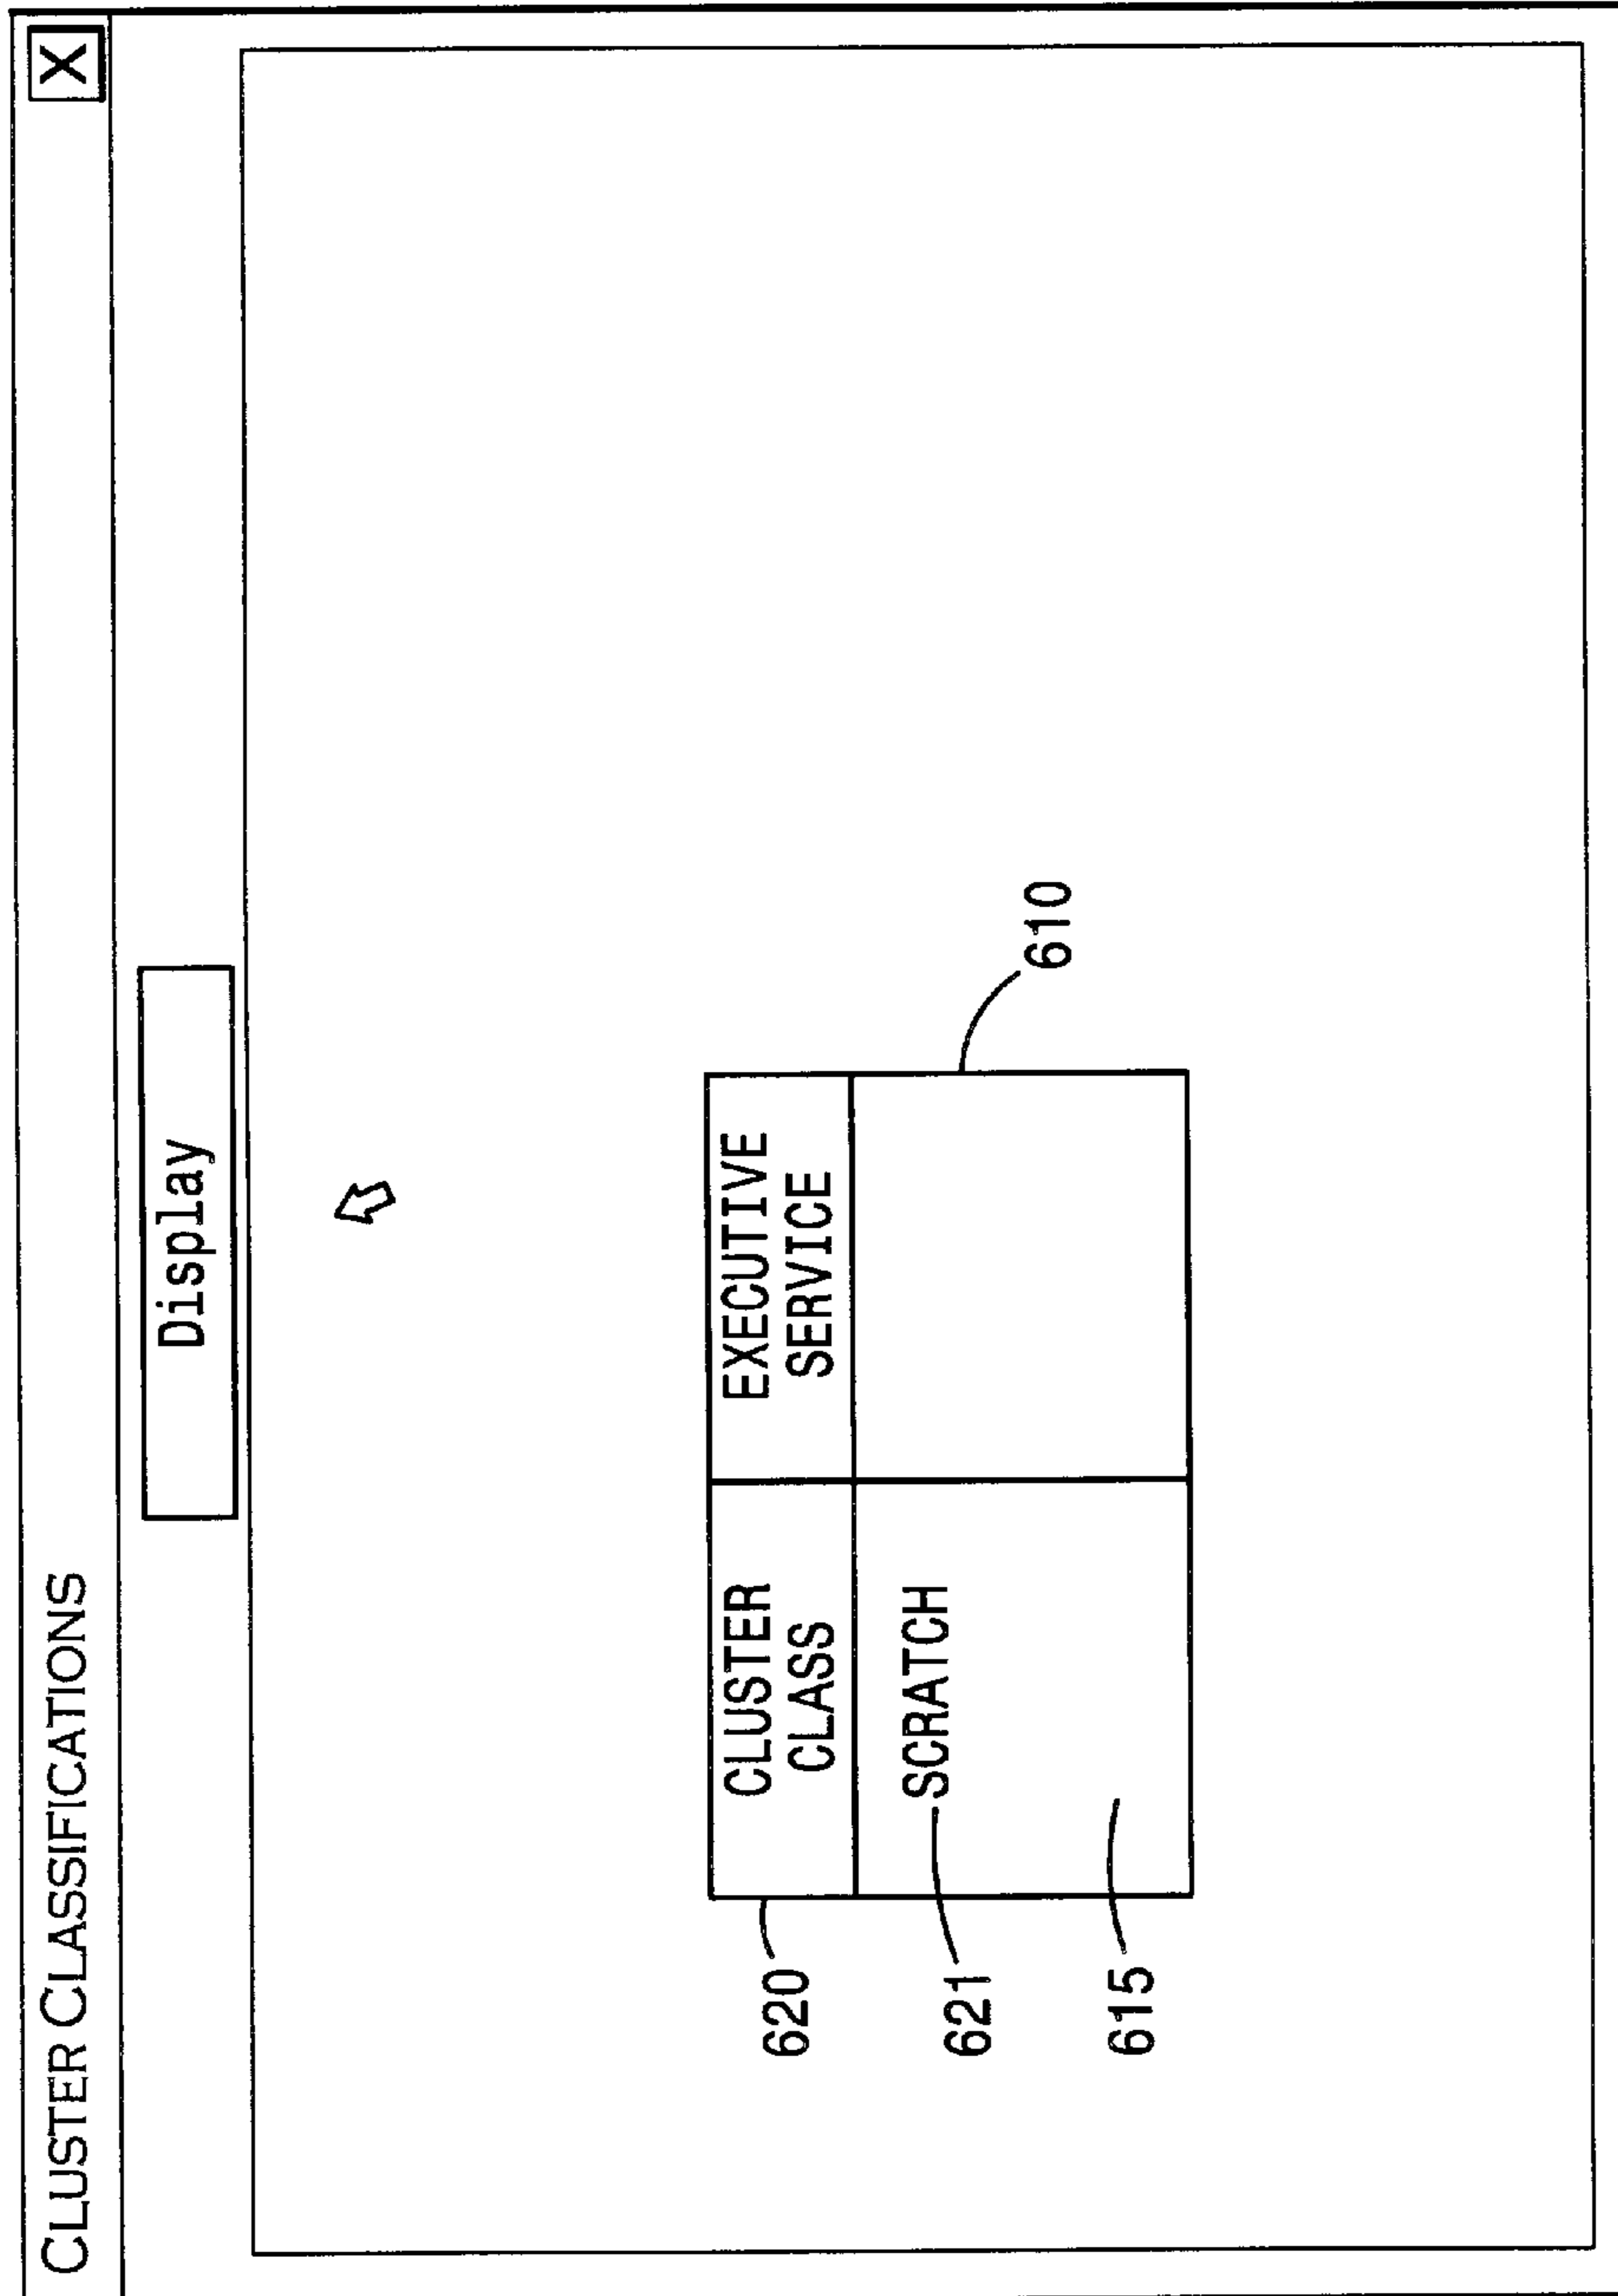 CLUSTER CLASSIFICATIONS
X
Display
CLUSTER
CLASS
EXECUTIVE
SERVICE
620
621
SCRATCH
610
615